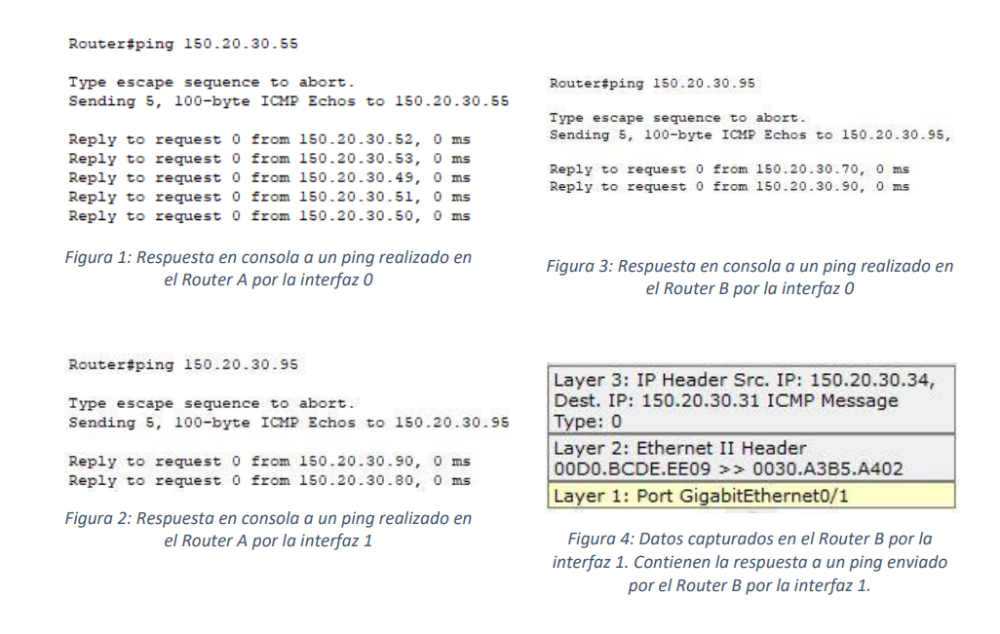 Router#ping 150.20.30.55
Type escape sequence to abort.
Sending 5, 100-byte ICMP Echos to 150.20.30.55
Reply to request 0 from 150.20.30.52, 0 ms
Reply to request 0 from 150.20.30.53, 0 ms
Reply to request 0 from 150.20.30.49, 0 ms
Reply to request 0 from 150.20.30.51, 0 ms
Reply to request 0 from 150.20.30.50, 0 ms
Figura 1: Respuesta en consola a un ping realizado en
el Router A por la interfaz 0
Router#ping 150.20.30.95
Type escape sequence to abort.
Sending 5, 100-byte ICMP Echos to 150.20.30.95
Reply to request 0 from 150.20.30.90, 0 ms
Reply to request 0 from 150.20.30.80, 0 ms
Figura 2: Respuesta en consola a un ping realizado en
el Router A por la interfaz 1
Router#ping 150.20.30.95
Type escape sequence to abort.
Sending 5, 100-byte ICMP Echos to 150.20.30.95,
Reply to request 0 from 150.20.30.70, 0 ms
Reply to request 0 from 150.20.30.90, 0 ms
Figura 3: Respuesta en consola a un ping realizado en
el Router B por la interfaz 0
Layer 3: IP Header Src. IP: 150.20.30.34,
Dest. IP: 150.20.30.31 ICMP Message
Type: 0
Layer 2: Ethernet II Header
00D0.BCDE.EE09 >> 0030.A3B5.A402
Layer 1: Port GigabitEthernet0/1
Figura 4: Datos capturados en el Router B por la
interfaz 1. Contienen la respuesta a un ping enviado
por el Router B por la interfaz 1.